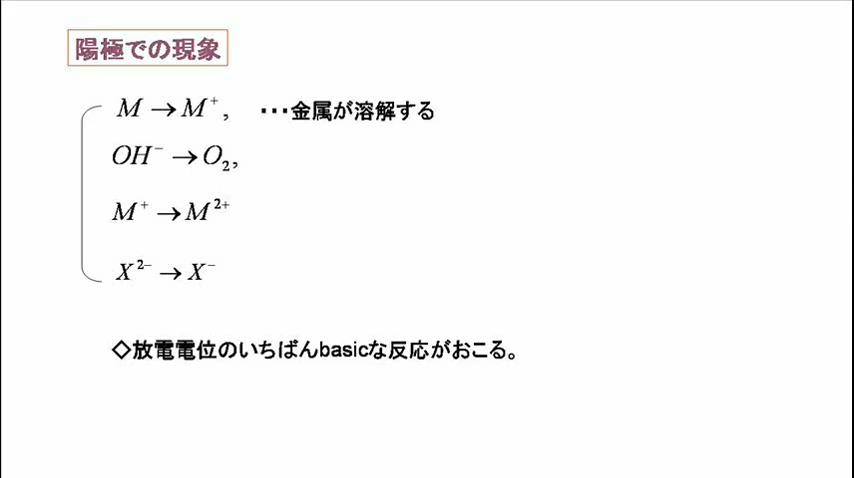 陽極での現象
M → M⁺, ・・・金属が溶解する
OH⁻ → O₂,
M⁺ → M²⁺
X²⁻ → X⁻
◇放電電位のいちばんbasicな反応がおこる。